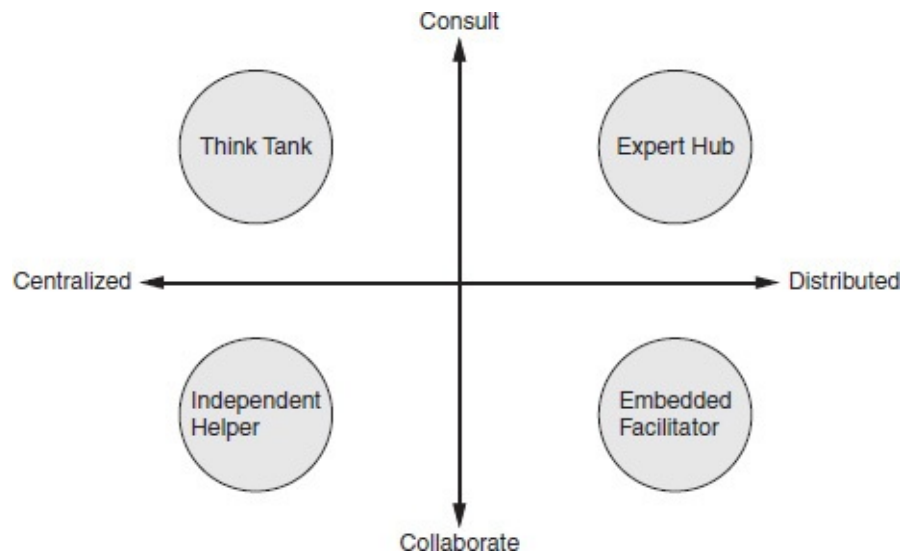 Consult
Think Tank
Expert Hub
Centralized
Distributed
Independent
Helper
Embedded
Facilitator
Collaborate